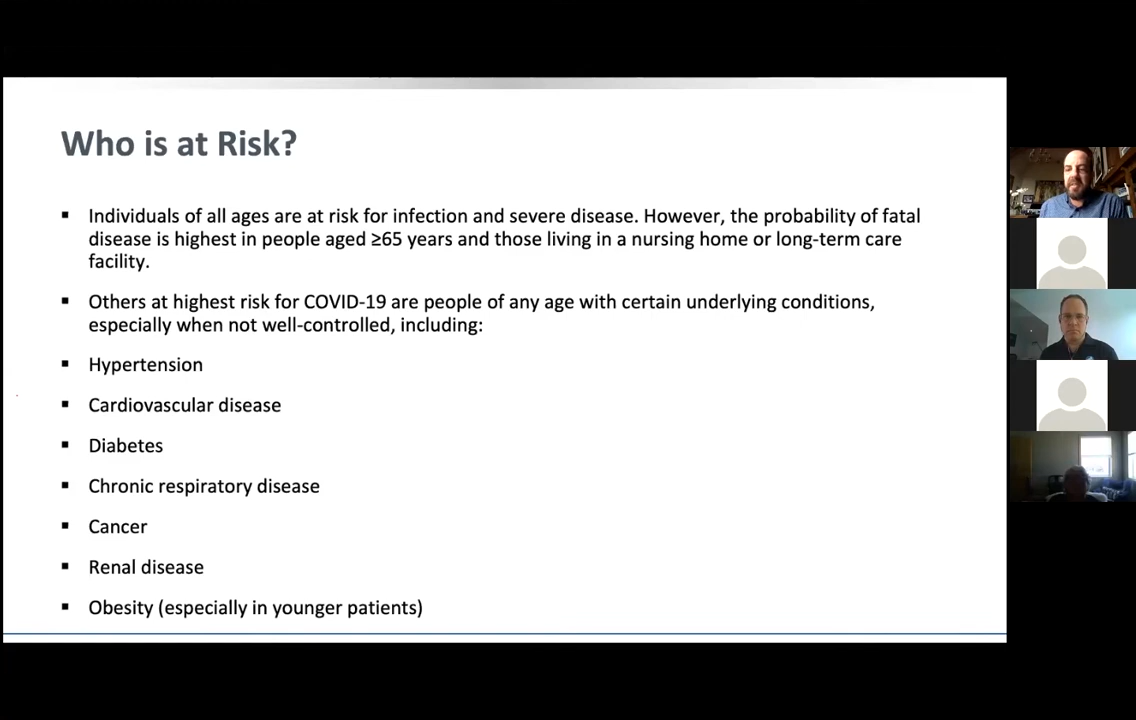 Who is at Risk?
▪ Individuals of all ages are at risk for infection and severe disease. However, the probability of fatal
disease is highest in people aged ≥65 years and those living in a nursing home or long-term care
facility.
▪ Others at highest risk for COVID-19 are people of any age with certain underlying conditions,
especially when not well-controlled, including:
▪ Hypertension
▪ Cardiovascular disease
▪ Diabetes
▪ Chronic respiratory disease
▪ Cancer
▪ Renal disease
▪ Obesity (especially in younger patients)